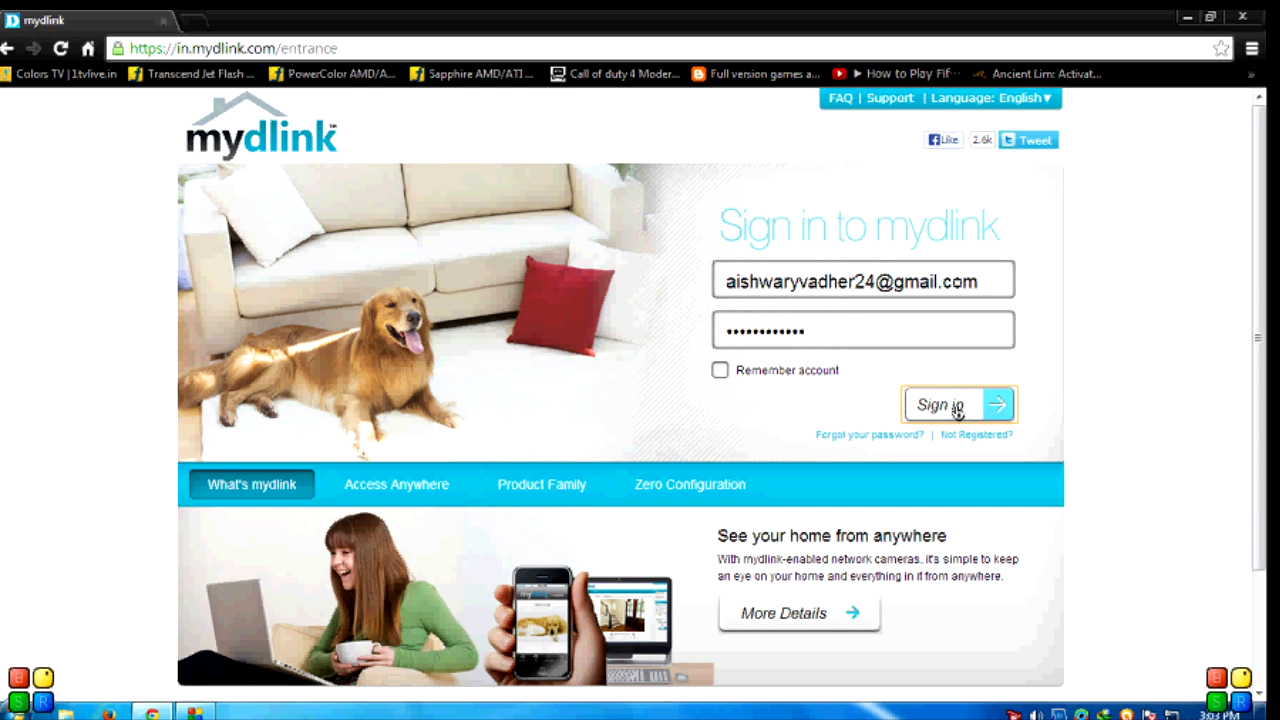 mydlink
https://in.mydlink.com/entrance
Colors TV | 1tvlive.in
Transcend Jet Flash ...
PowerColor AMD/A...
Sapphire AMD/ATI ...
Call of duty 4 Moder...
Full version games a...
► How to Play Fif...
Ancient Lim: Activat...
»
FAQ | Support | Language: English▼
mydlink™
Like 2.6k Tweet
Sign in to mydlink
aishwaryvadher24@gmail.com
••••••••••••
Remember account
Sign in
Forgot your password? | Not Registered?
What's mydlink
Access Anywhere
Product Family
Zero Configuration
See your home from anywhere
With mydlink-enabled network cameras, it's simple to keep
an eye on your home and everything in it from anywhere.
More Details
B
S R
B
S R
3:03 PM